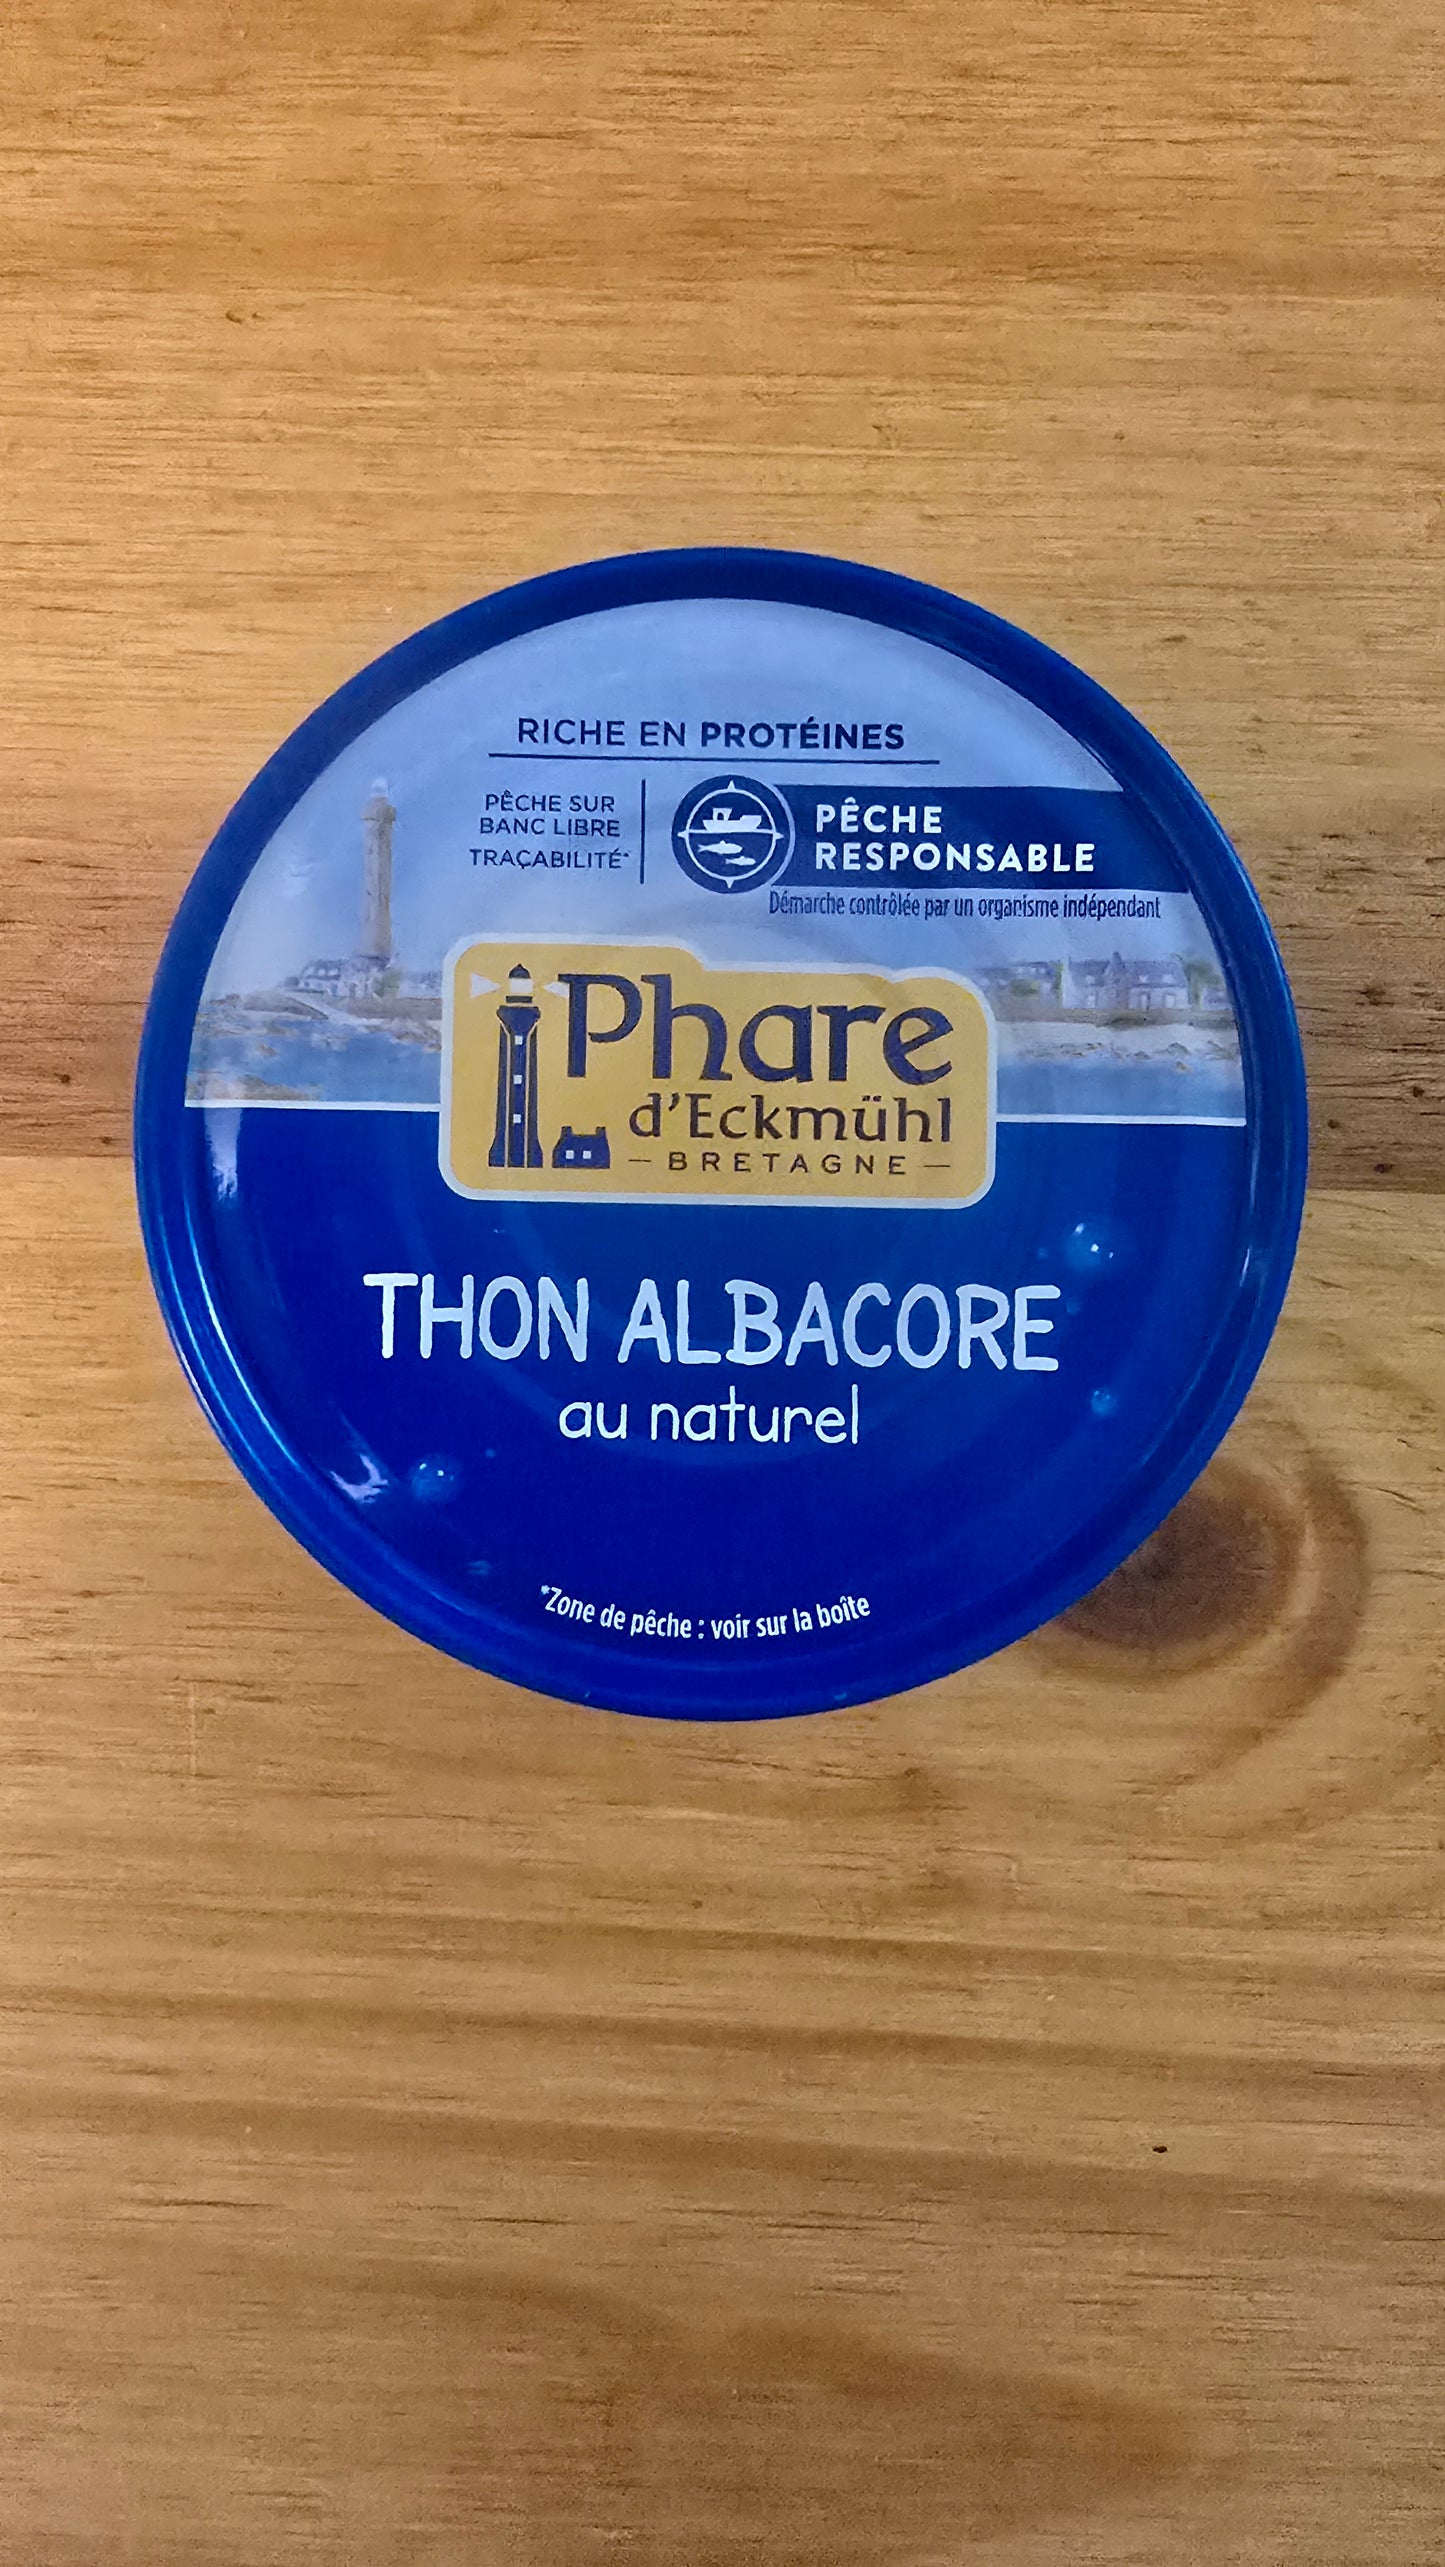 RICHE EN PROTÉINES
PÊCHE SUR
BANC LIBRE
TRAÇABILITÉ*
PÊCHE
RESPONSABLE
Démarche contrôlée par un organisme indépendant
Phare
d'Eckmühl
– BRETAGNE –
THON ALBACORE
au naturel
*Zone de pêche : voir sur la boîte